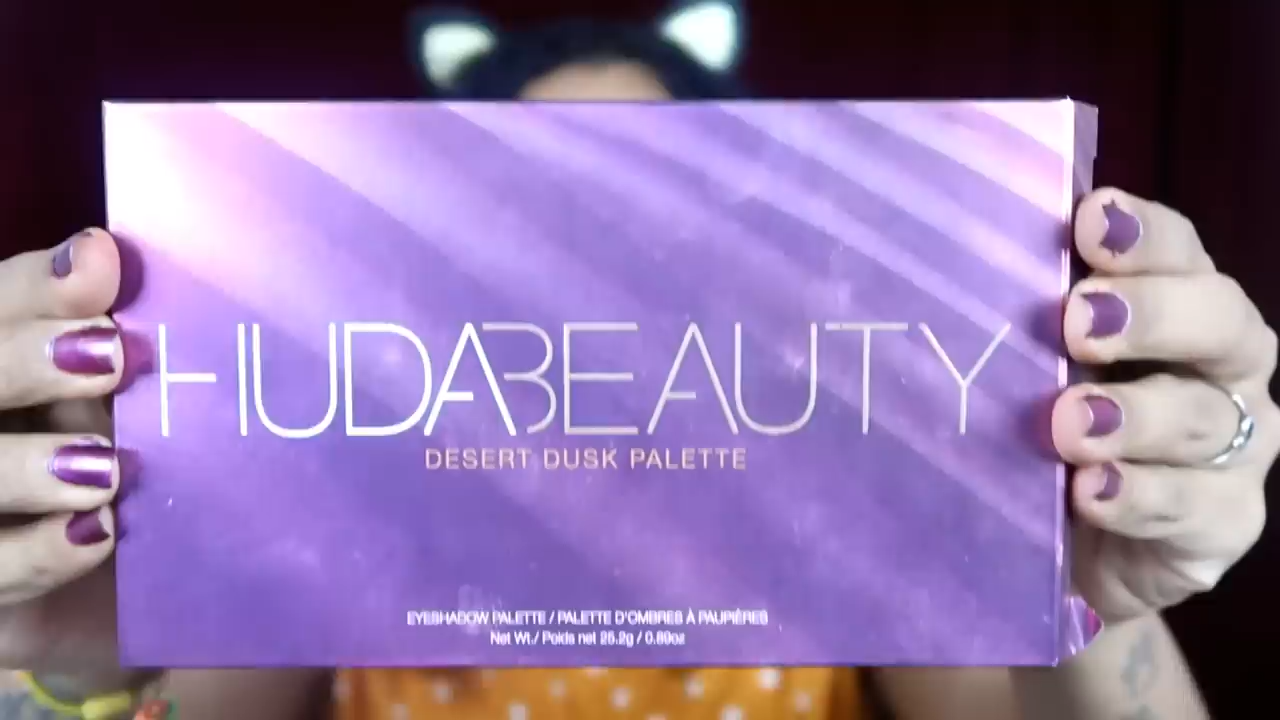 HUDABEAUTY
DESERT DUSK PALETTE
EYESHADOW PALETTE / PALETTE D'OMBRES À PAUPIÈRES
Net Wt./ Poids net 25.2g / 0.89oz